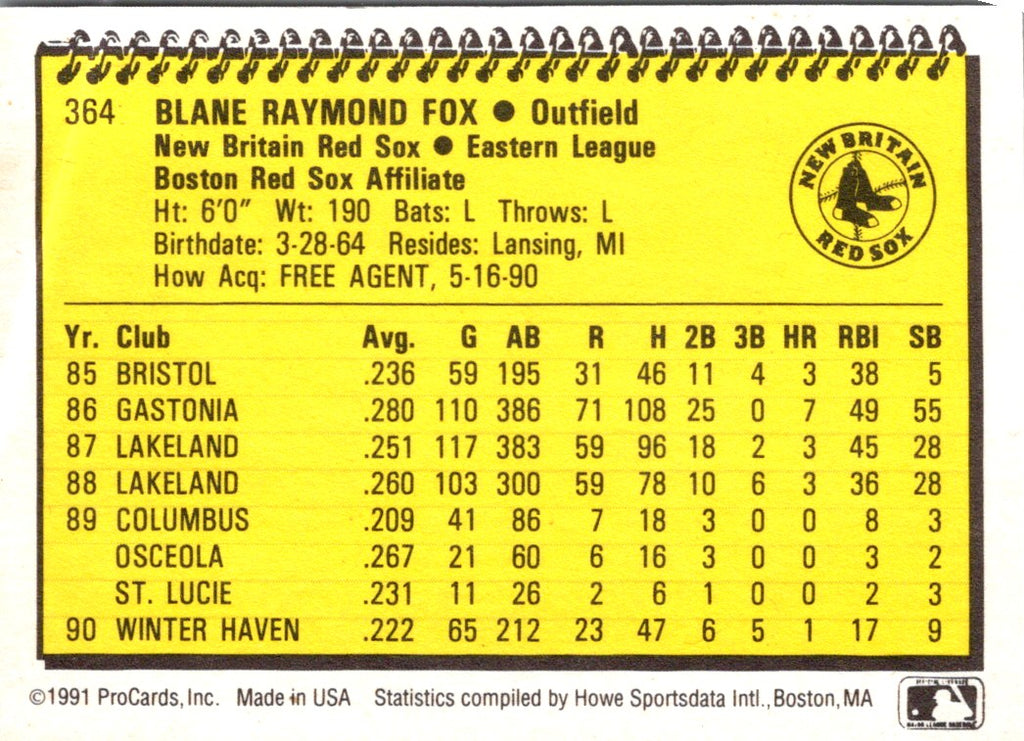 364 BLANE RAYMOND FOX ● Outfield
New Britain Red Sox ● Eastern League
Boston Red Sox Affiliate
Ht: 6'0" Wt: 190 Bats: L Throws: L
Birthdate: 3-28-64 Resides: Lansing, MI
How Acq: FREE AGENT, 5-16-90
NEW BRITAIN
RED SOX
Yr. Club Avg. G AB R H 2B 3B HR RBI SB
85 BRISTOL .236 59 195 31 46 11 4 3 38 5
86 GASTONIA .280 110 386 71 108 25 0 7 49 55
87 LAKELAND .251 117 383 59 96 18 2 3 45 28
88 LAKELAND .260 103 300 59 78 10 6 3 36 28
89 COLUMBUS .209 41 86 7 18 3 0 0 8 3
OSCEOLA .267 21 60 6 16 3 0 0 3 2
ST. LUCIE .231 11 26 2 6 1 0 0 2 3
90 WINTER HAVEN .222 65 212 23 47 6 5 1 17 9
©1991 ProCards, Inc. Made in USA Statistics compiled by Howe Sportsdata Intl., Boston, MA